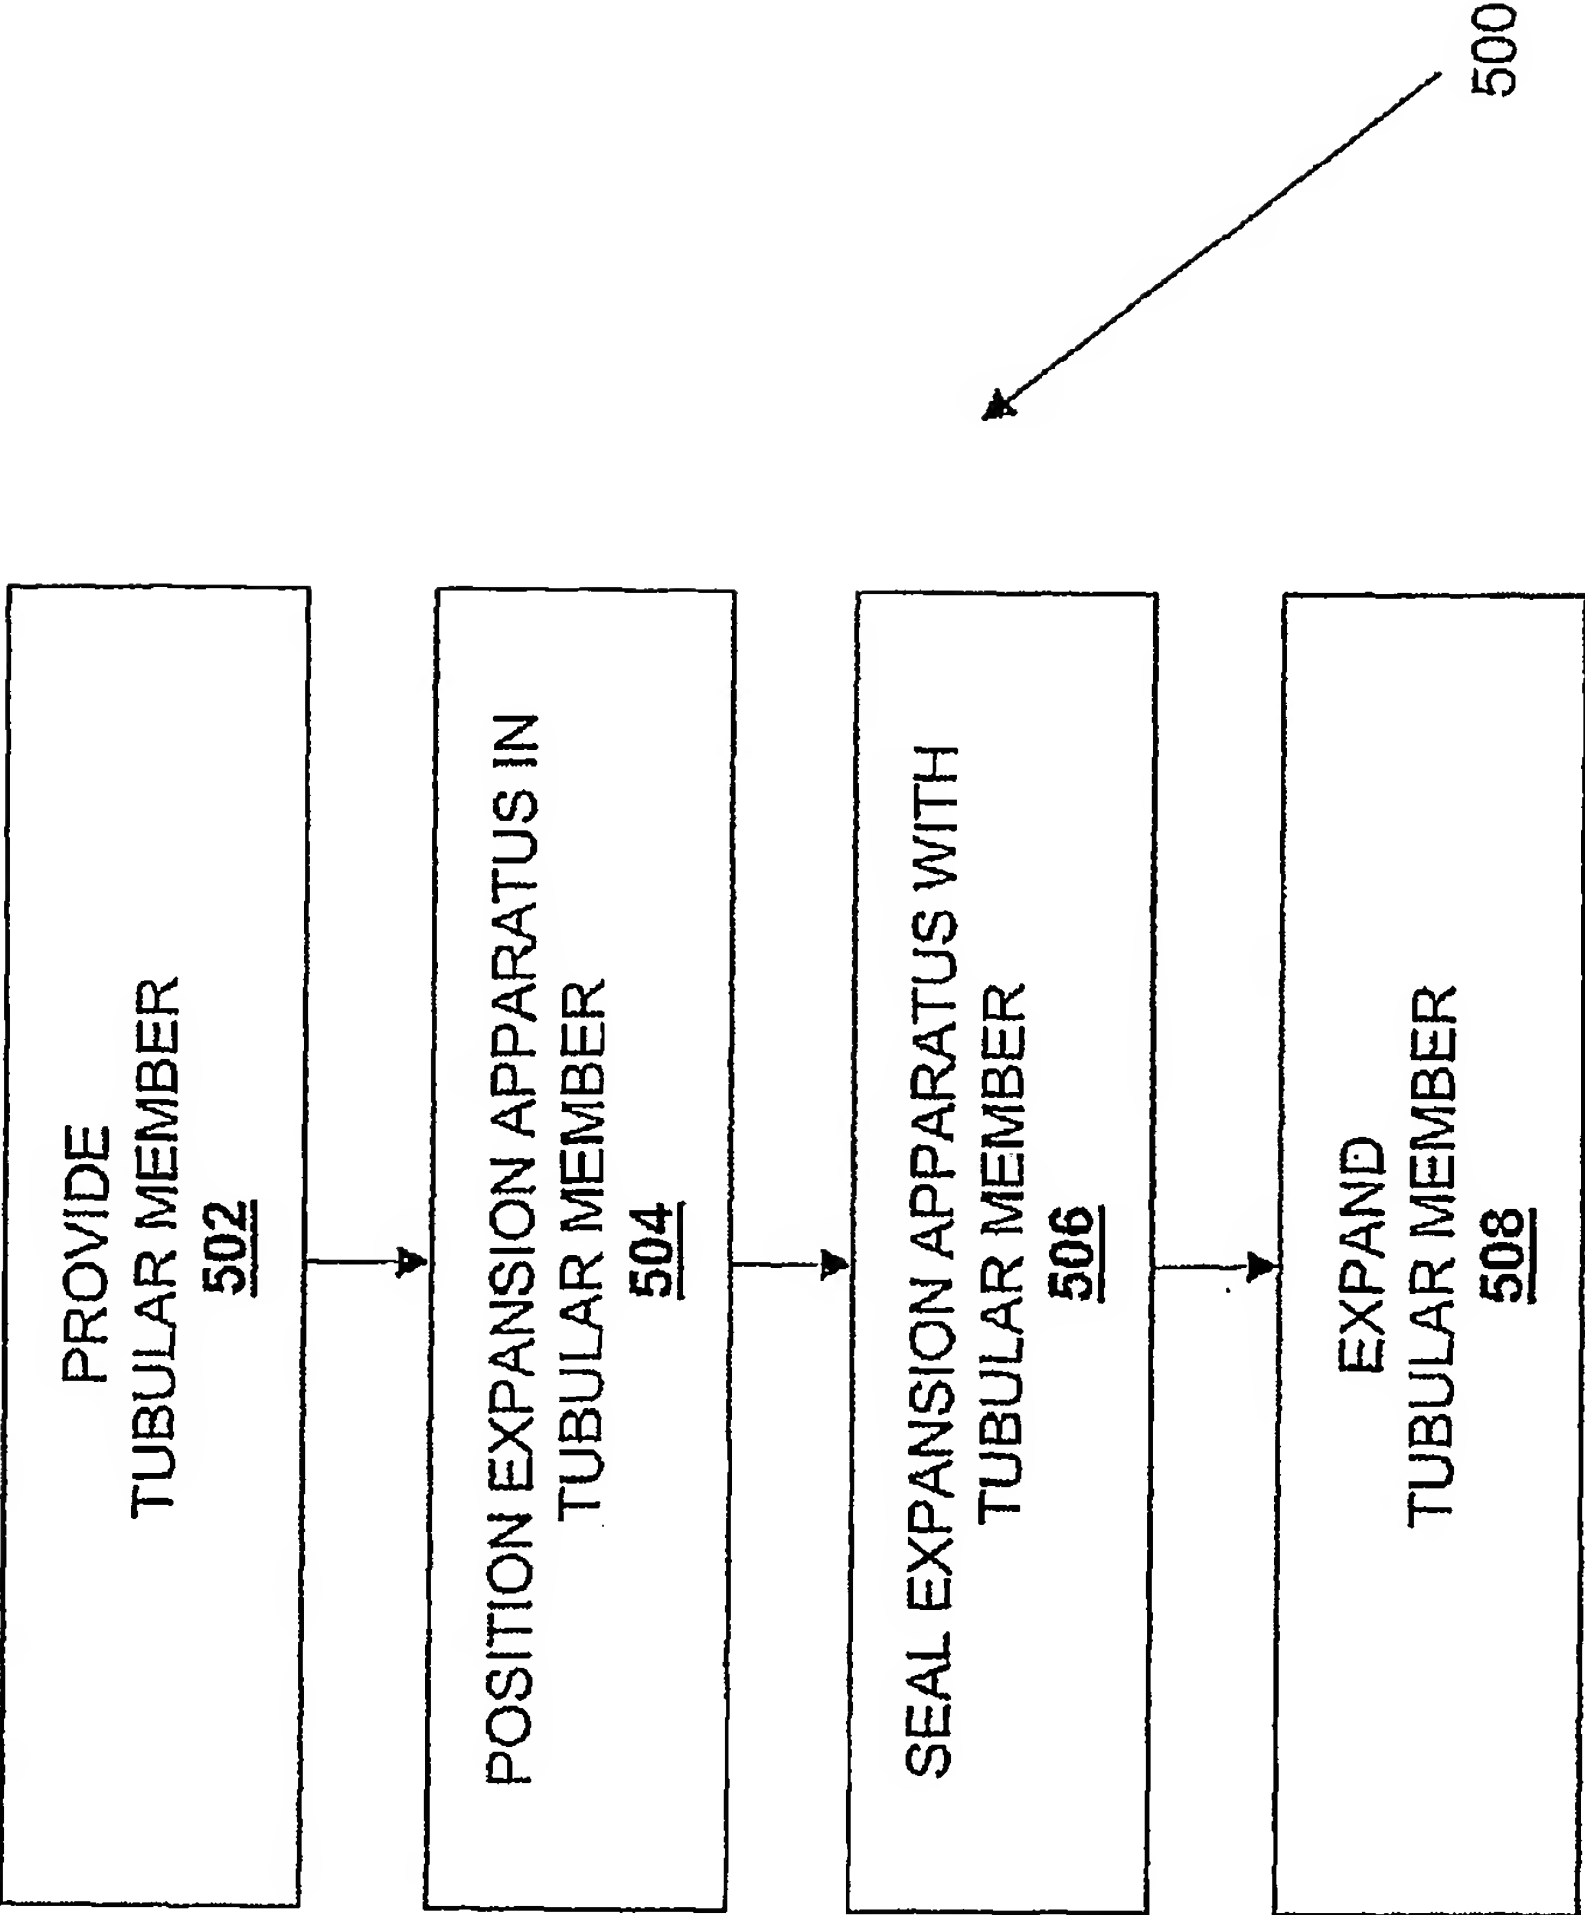 PROVIDE
TUBULAR MEMBER
502
POSITION EXPANSION APPARATUS IN
TUBULAR MEMBER
504
SEAL EXPANSION APPARATUS WITH
TUBULAR MEMBER
506
EXPAND
TUBULAR MEMBER
508
500